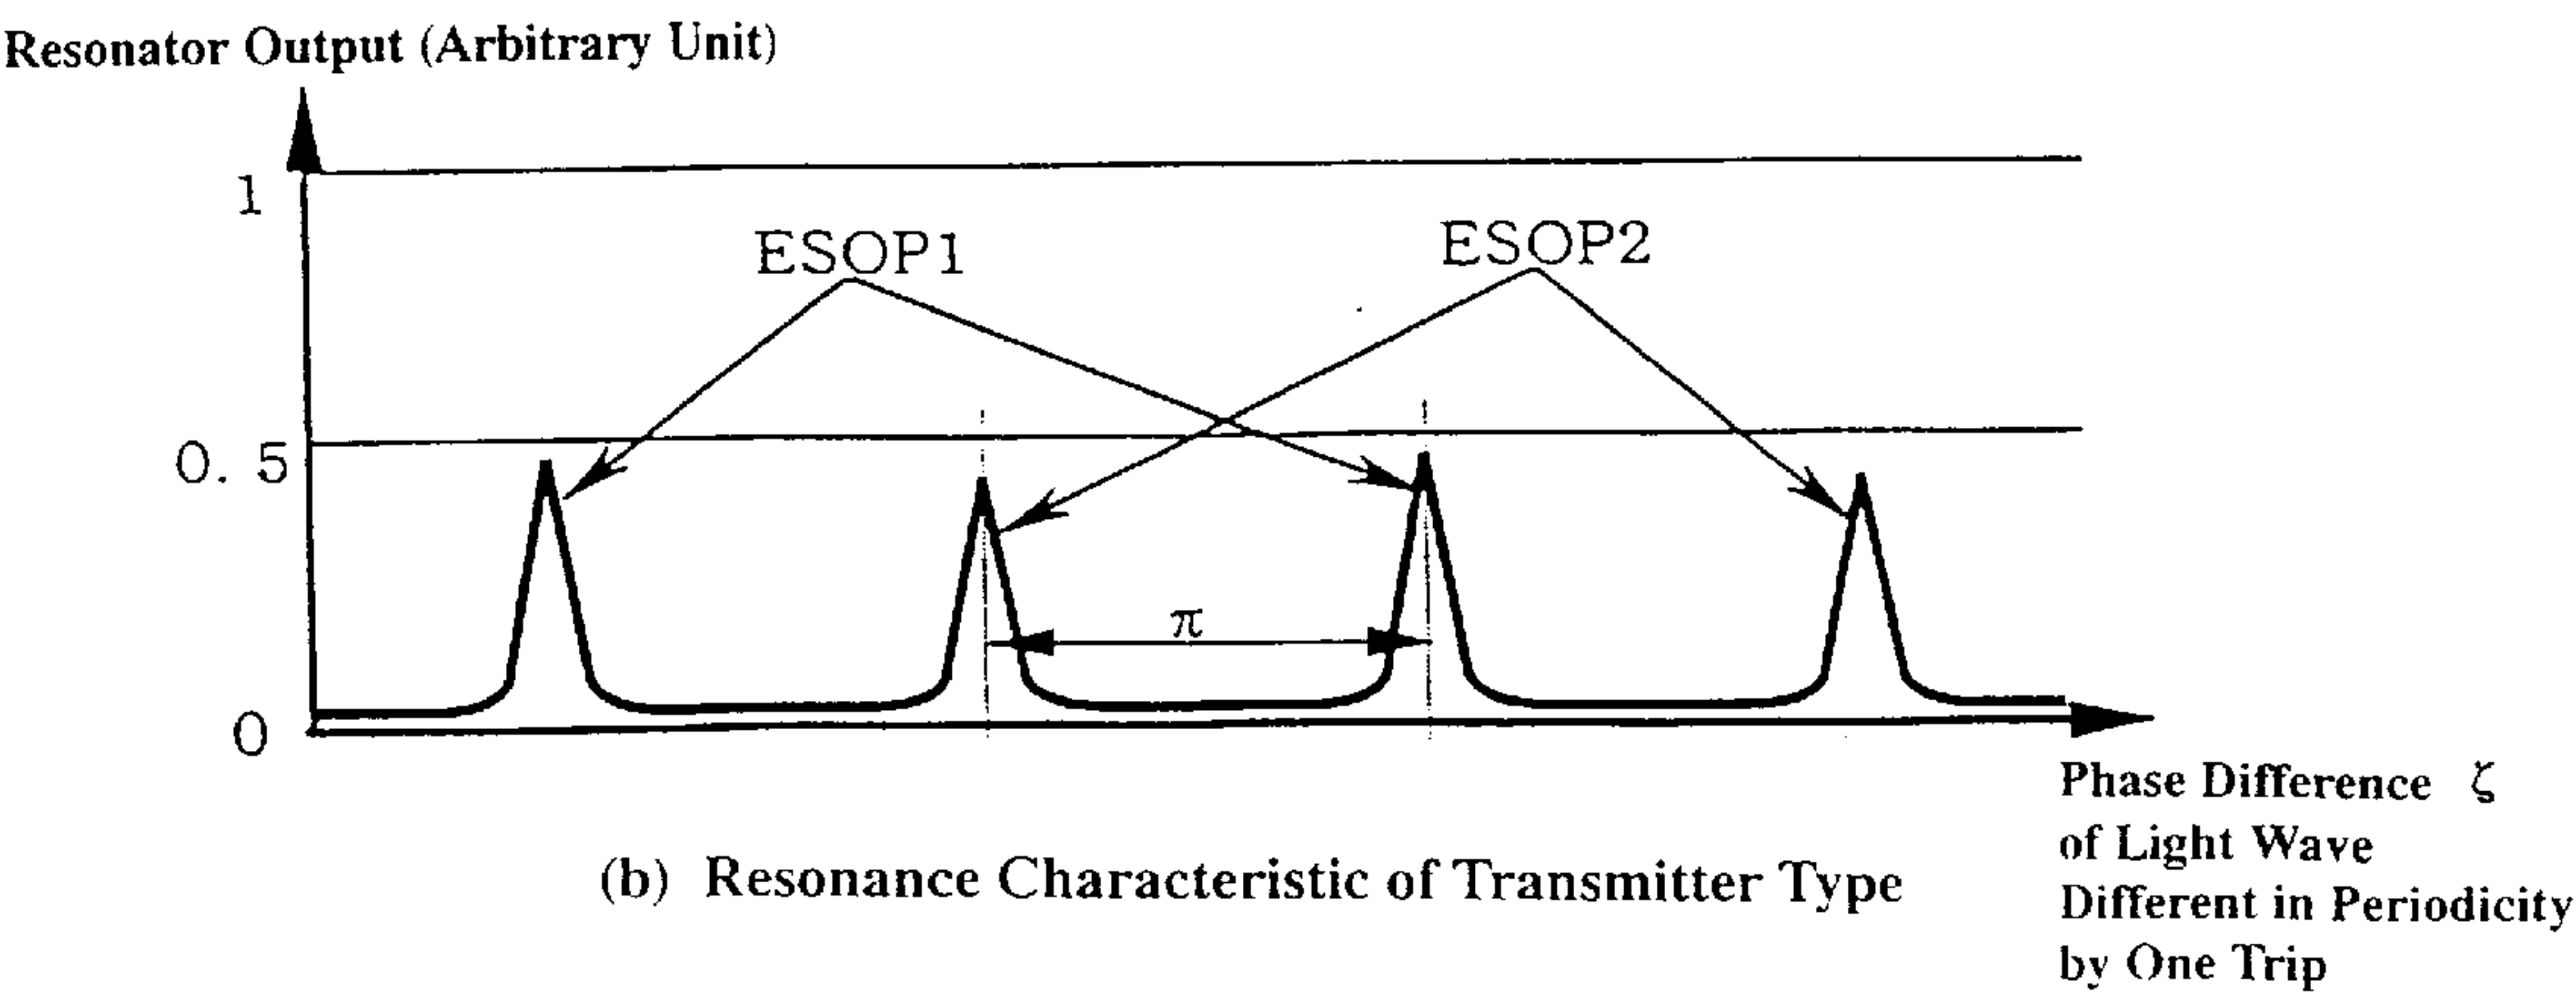 Resonator Output (Arbitrary Unit)
1
ESOP1
ESOP2
0.5
π
0
Phase Difference ζ
of Light Wave
Different in Periodicity
by One Trip
(b) Resonance Characteristic of Transmitter Type